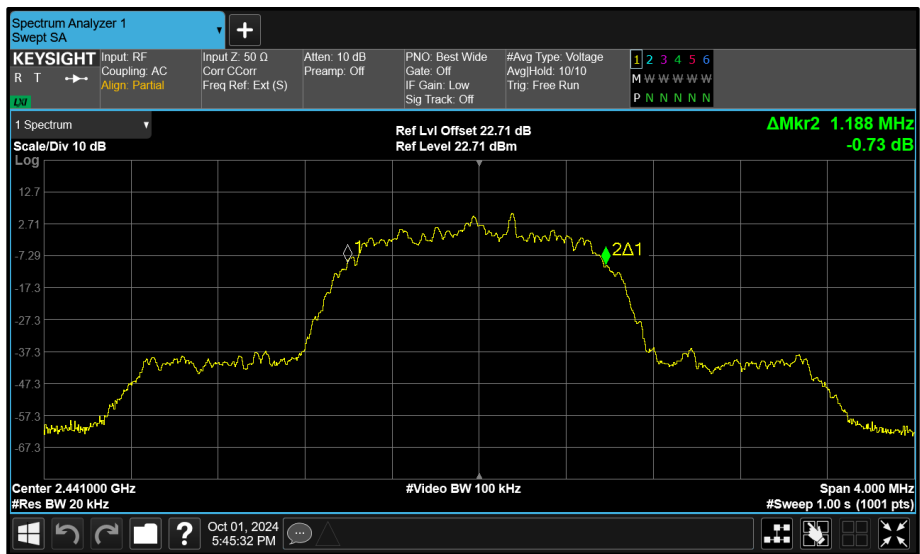 Spectrum Analyzer 1
Swept SA
+
KEYSIGHT
R T
LXI
Input: RF
Coupling: AC
Align: Partial
Input Z: 50 Ω
Corr CCorr
Freq Ref: Ext (S)
Atten: 10 dB
Preamp: Off
PNO: Best Wide
Gate: Off
IF Gain: Low
Sig Track: Off
#Avg Type: Voltage
Avg|Hold: 10/10
Trig: Free Run
1 2 3 4 5 6
M W W W W W
P N N N N N
1 Spectrum
Scale/Div 10 dB
Ref Lvl Offset 22.71 dB
Ref Level 22.71 dBm
ΔMkr2 1.188 MHz
-0.73 dB
Log
12.7
2.71
-7.29
-17.3
-27.3
-37.3
-47.3
-57.3
-67.3
1
2Δ1
Center 2.441000 GHz
#Res BW 20 kHz
#Video BW 100 kHz
Span 4.000 MHz
#Sweep 1.00 s (1001 pts)
?
Oct 01, 2024
5:45:32 PM